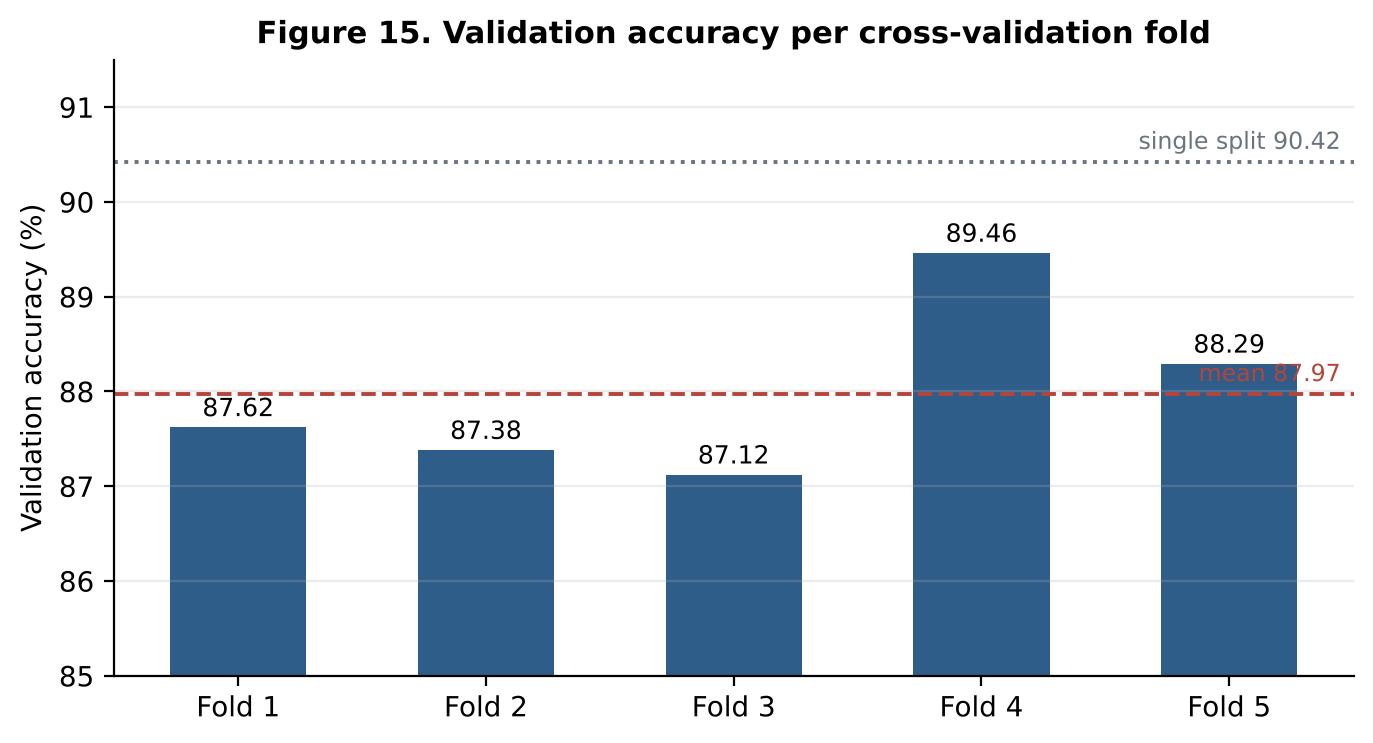 Figure 15. Validation accuracy per cross-validation fold
Validation accuracy (%)
91
90
89
88
87
86
85
single split 90.42
mean 87.97
87.62
87.38
87.12
89.46
88.29
Fold 1
Fold 2
Fold 3
Fold 4
Fold 5